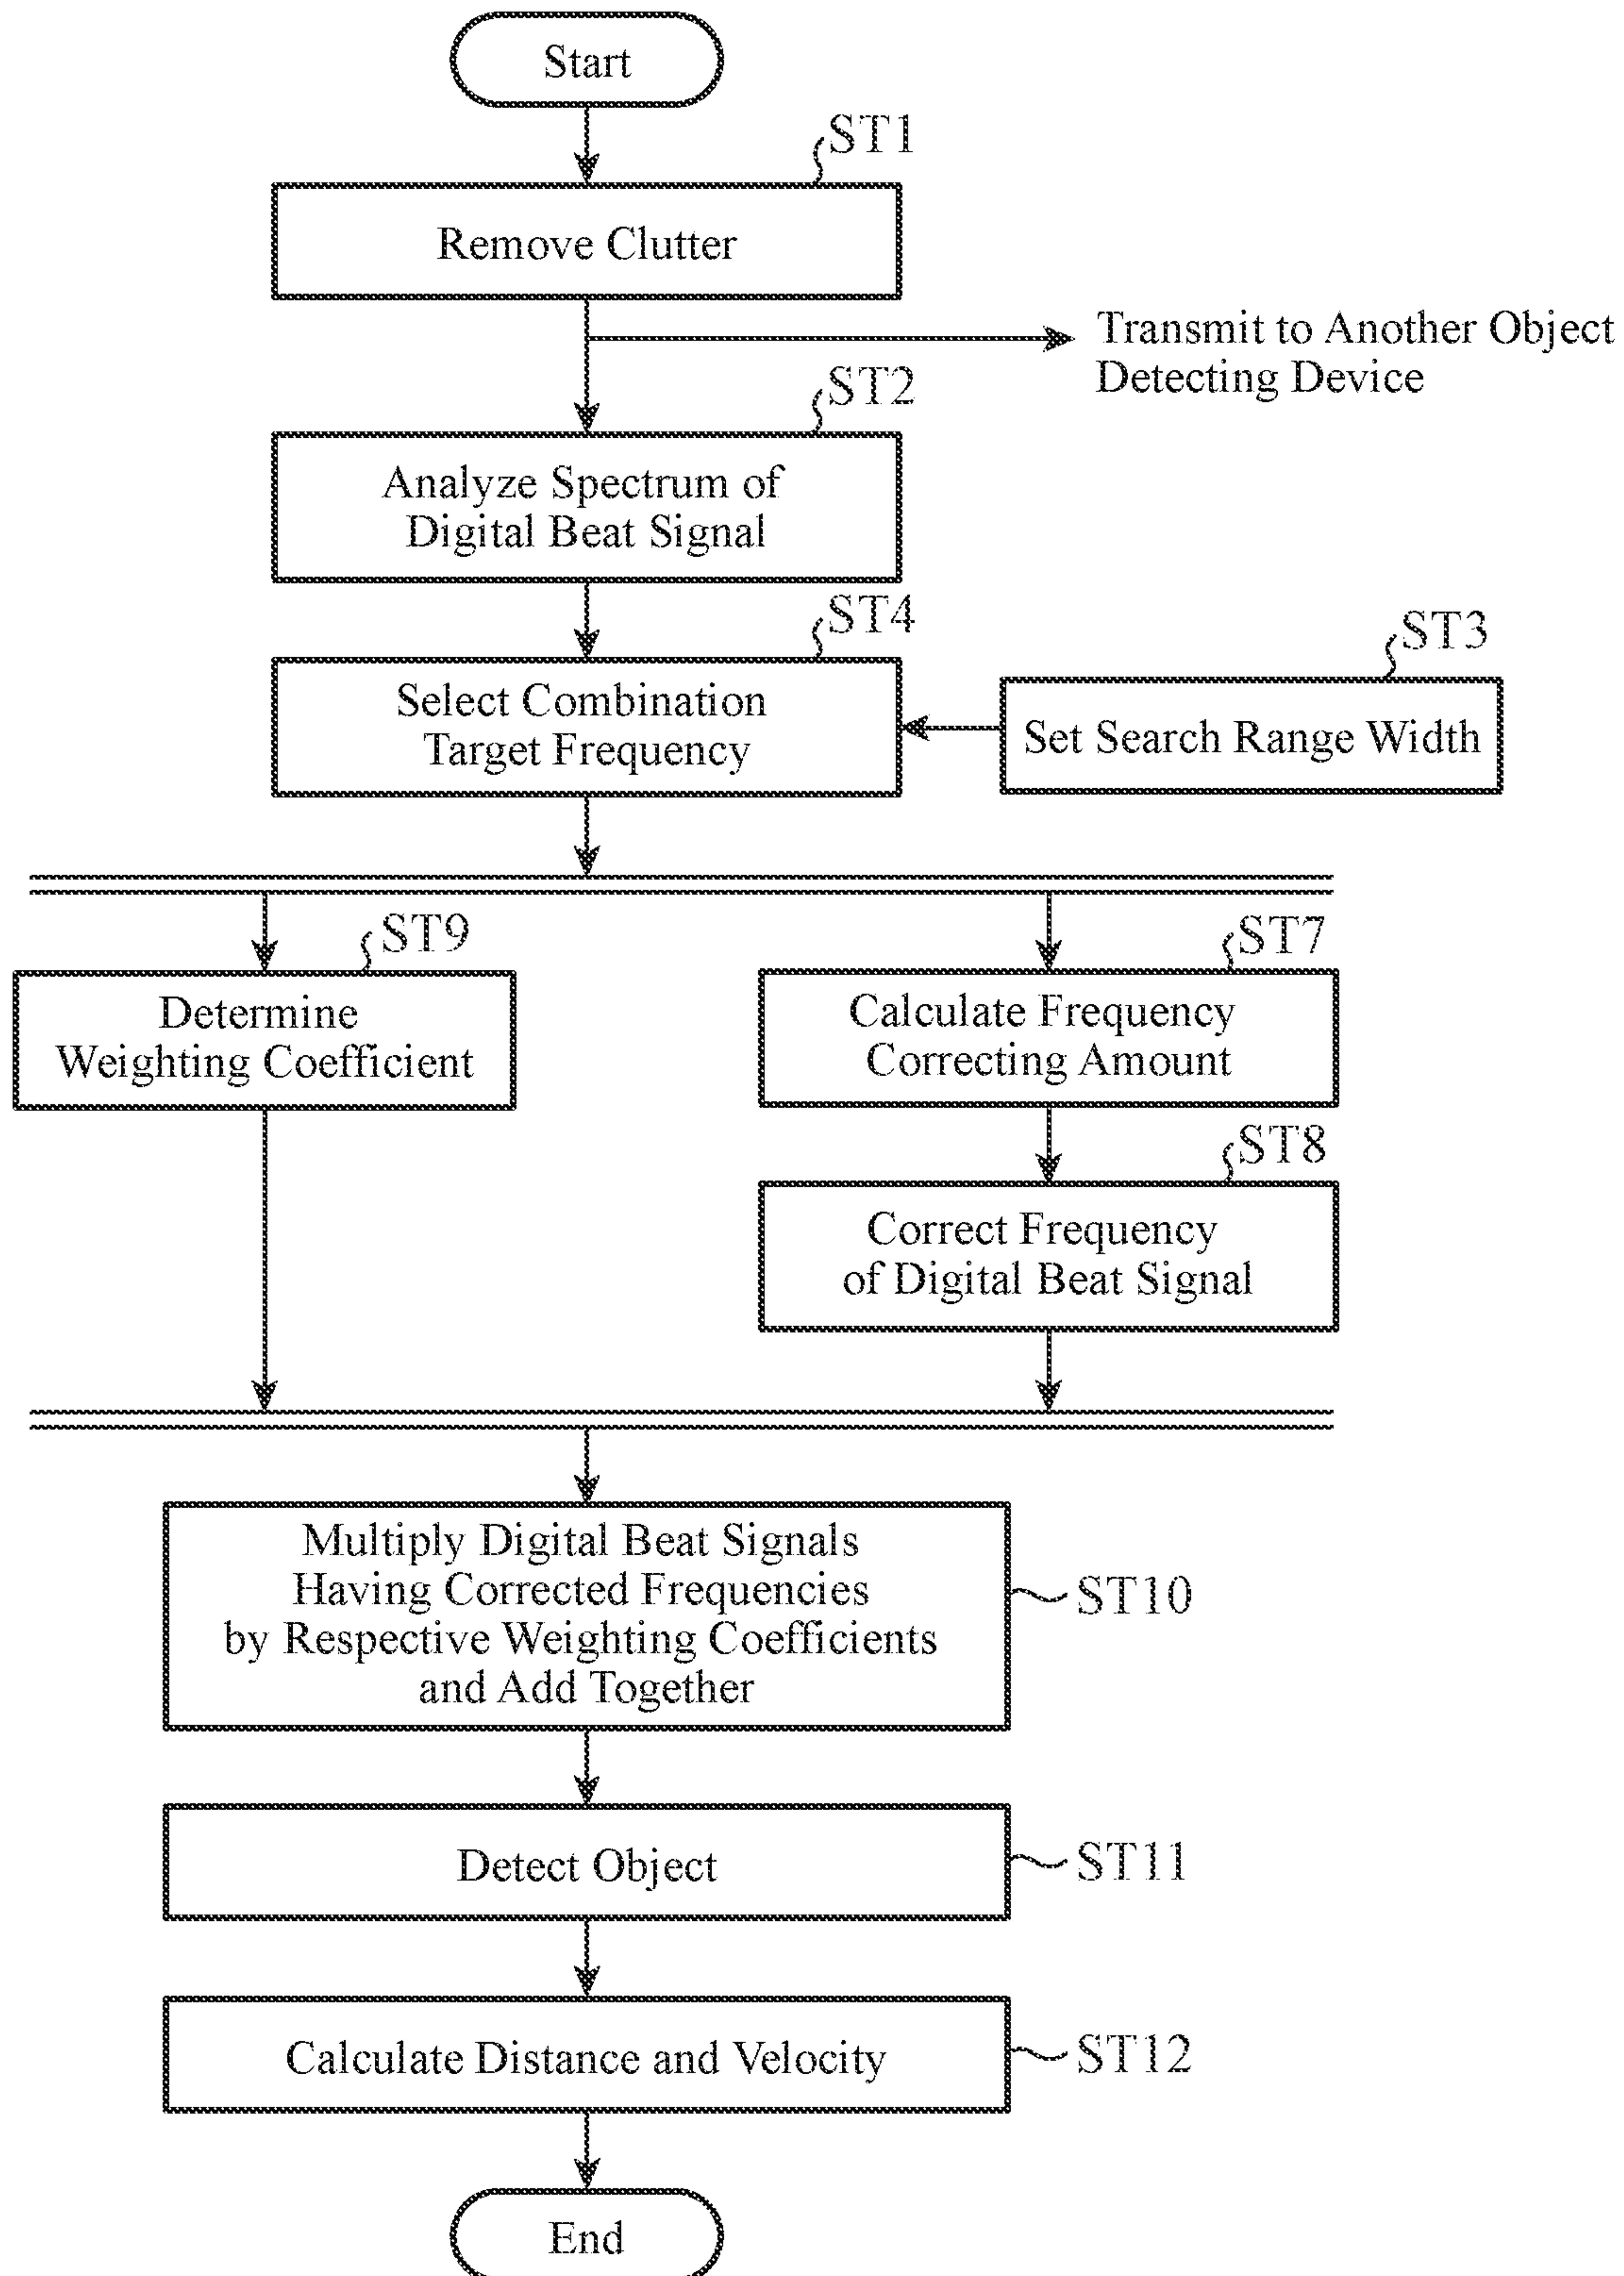 Start
ST1
Remove Clutter
Transmit to Another Object
Detecting Device
ST2
Analyze Spectrum of
Digital Beat Signal
ST4
Select Combination
Target Frequency
ST3
Set Search Range Width
ST9
Determine
Weighting Coefficient
ST7
Calculate Frequency
Correcting Amount
ST8
Correct Frequency
of Digital Beat Signal
Multiply Digital Beat Signals
Having Corrected Frequencies
by Respective Weighting Coefficients
and Add Together
ST10
Detect Object
ST11
Calculate Distance and Velocity
ST12
End